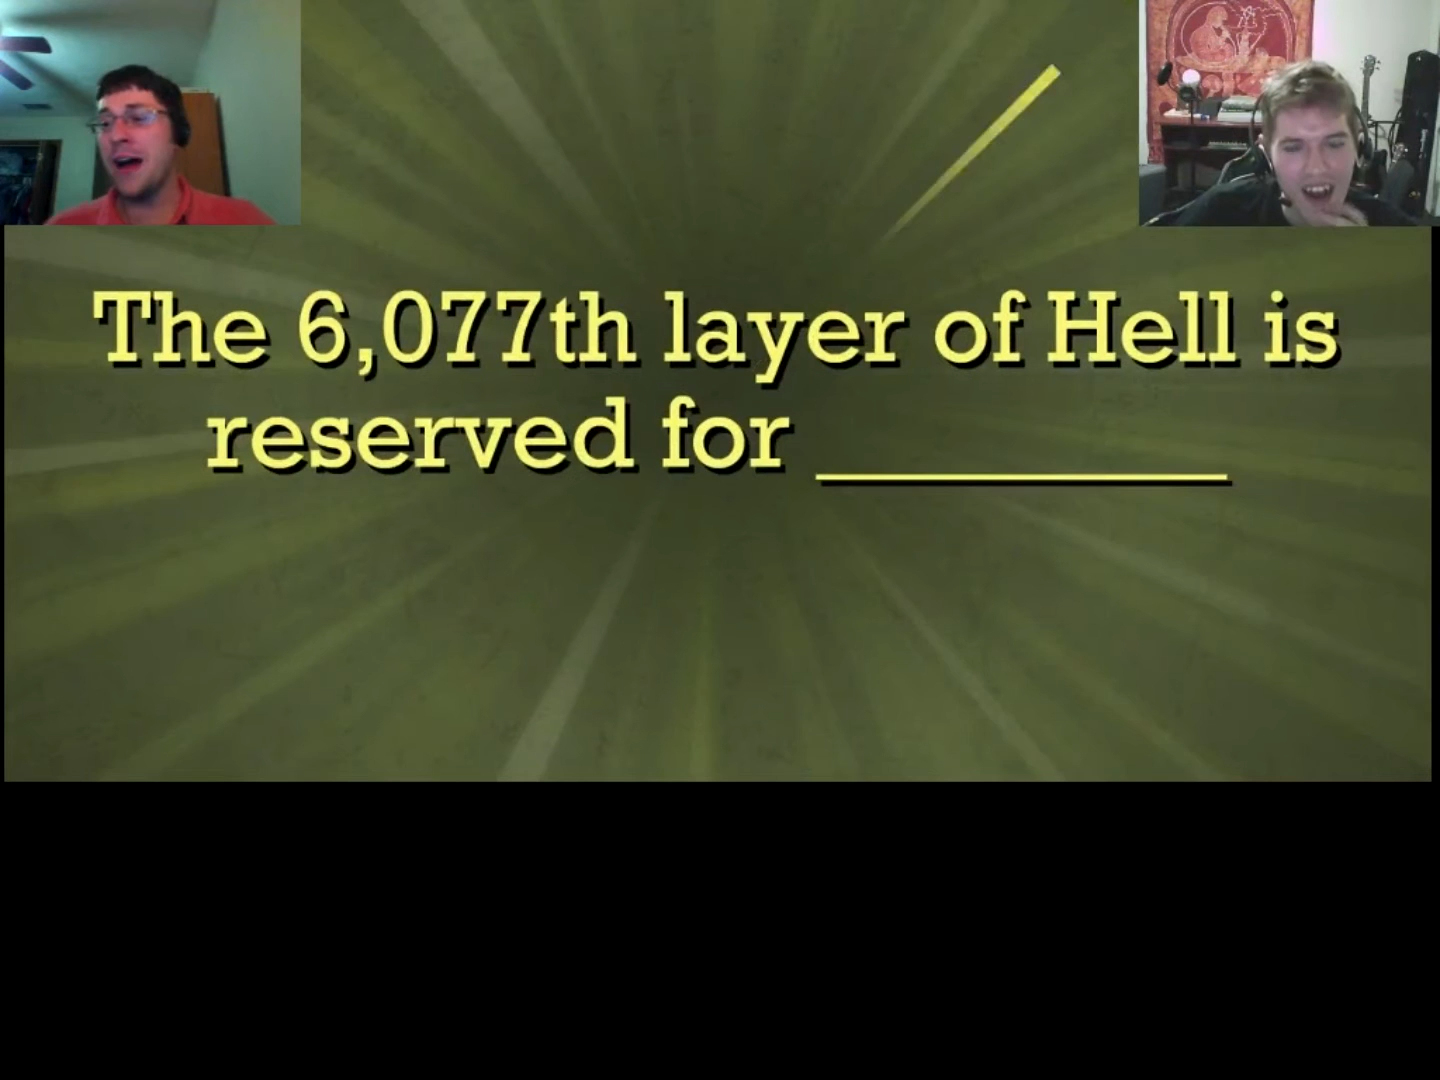 The 6,077th layer of Hell is
reserved for __________